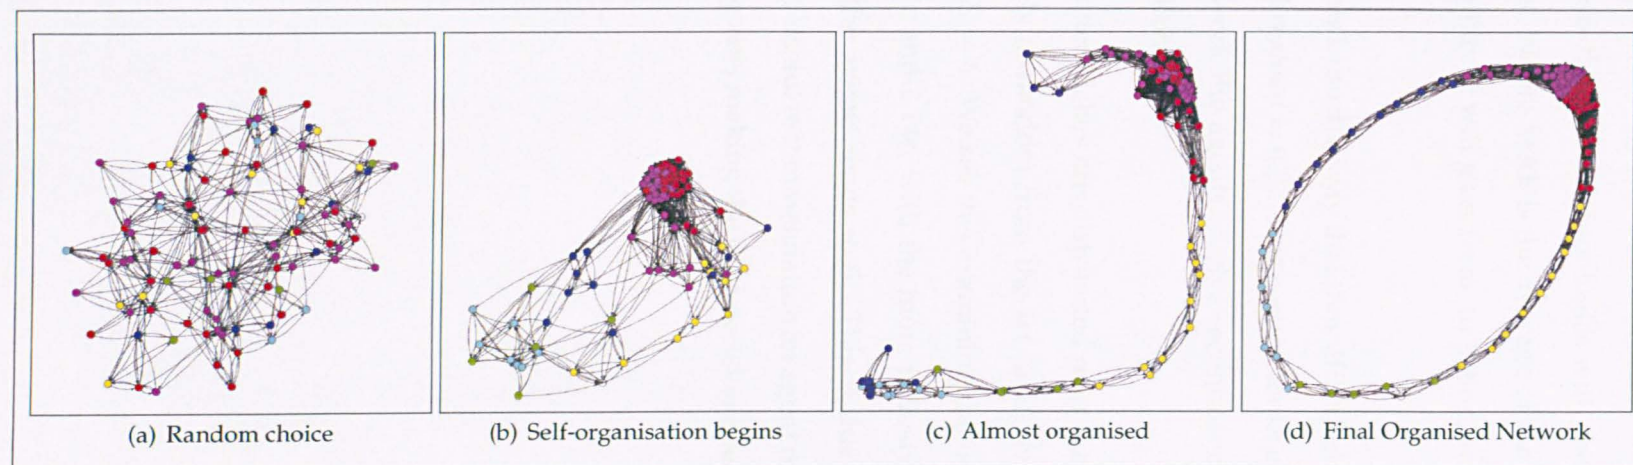 (a) Random choice
(b) Self-organisation begins
(c) Almost organised
(d) Final Organised Network